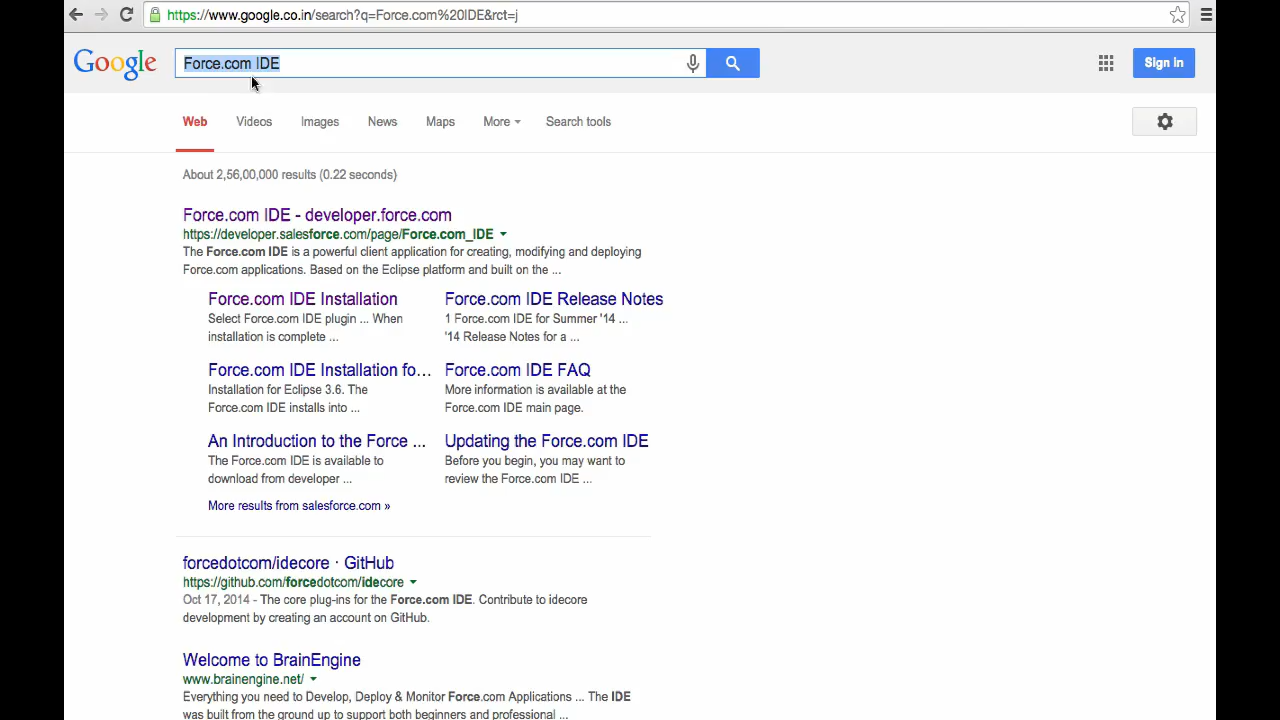 https://www.google.co.in/search?q=Force.com%20IDE&rct=j
Google
Force.com IDE
Sign in
Web Videos Images News Maps More Search tools
About 2,56,00,000 results (0.22 seconds)
Force.com IDE - developer.force.com
https://developer.salesforce.com/page/Force.com_IDE
The Force.com IDE is a powerful client application for creating, modifying and deploying
Force.com applications. Based on the Eclipse platform and built on the ...
Force.com IDE Installation
Select Force.com IDE plugin ... When
installation is complete ...
Force.com IDE Release Notes
1 Force.com IDE for Summer '14 ...
'14 Release Notes for a ...
Force.com IDE Installation fo...
Installation for Eclipse 3.6. The
Force.com IDE installs into ...
Force.com IDE FAQ
More information is available at the
Force.com IDE main page.
An Introduction to the Force ...
The Force.com IDE is available to
download from developer ...
Updating the Force.com IDE
Before you begin, you may want to
review the Force.com IDE ...
More results from salesforce.com »
forcedotcom/idecore · GitHub
https://github.com/forcedotcom/idecore
Oct 17, 2014 - The core plug-ins for the Force.com IDE. Contribute to idecore
development by creating an account on GitHub.
Welcome to BrainEngine
www.brainengine.net/
Everything you need to Develop, Deploy & Monitor Force.com Applications ... The IDE
was built from the ground up to support both beginners and professional ...